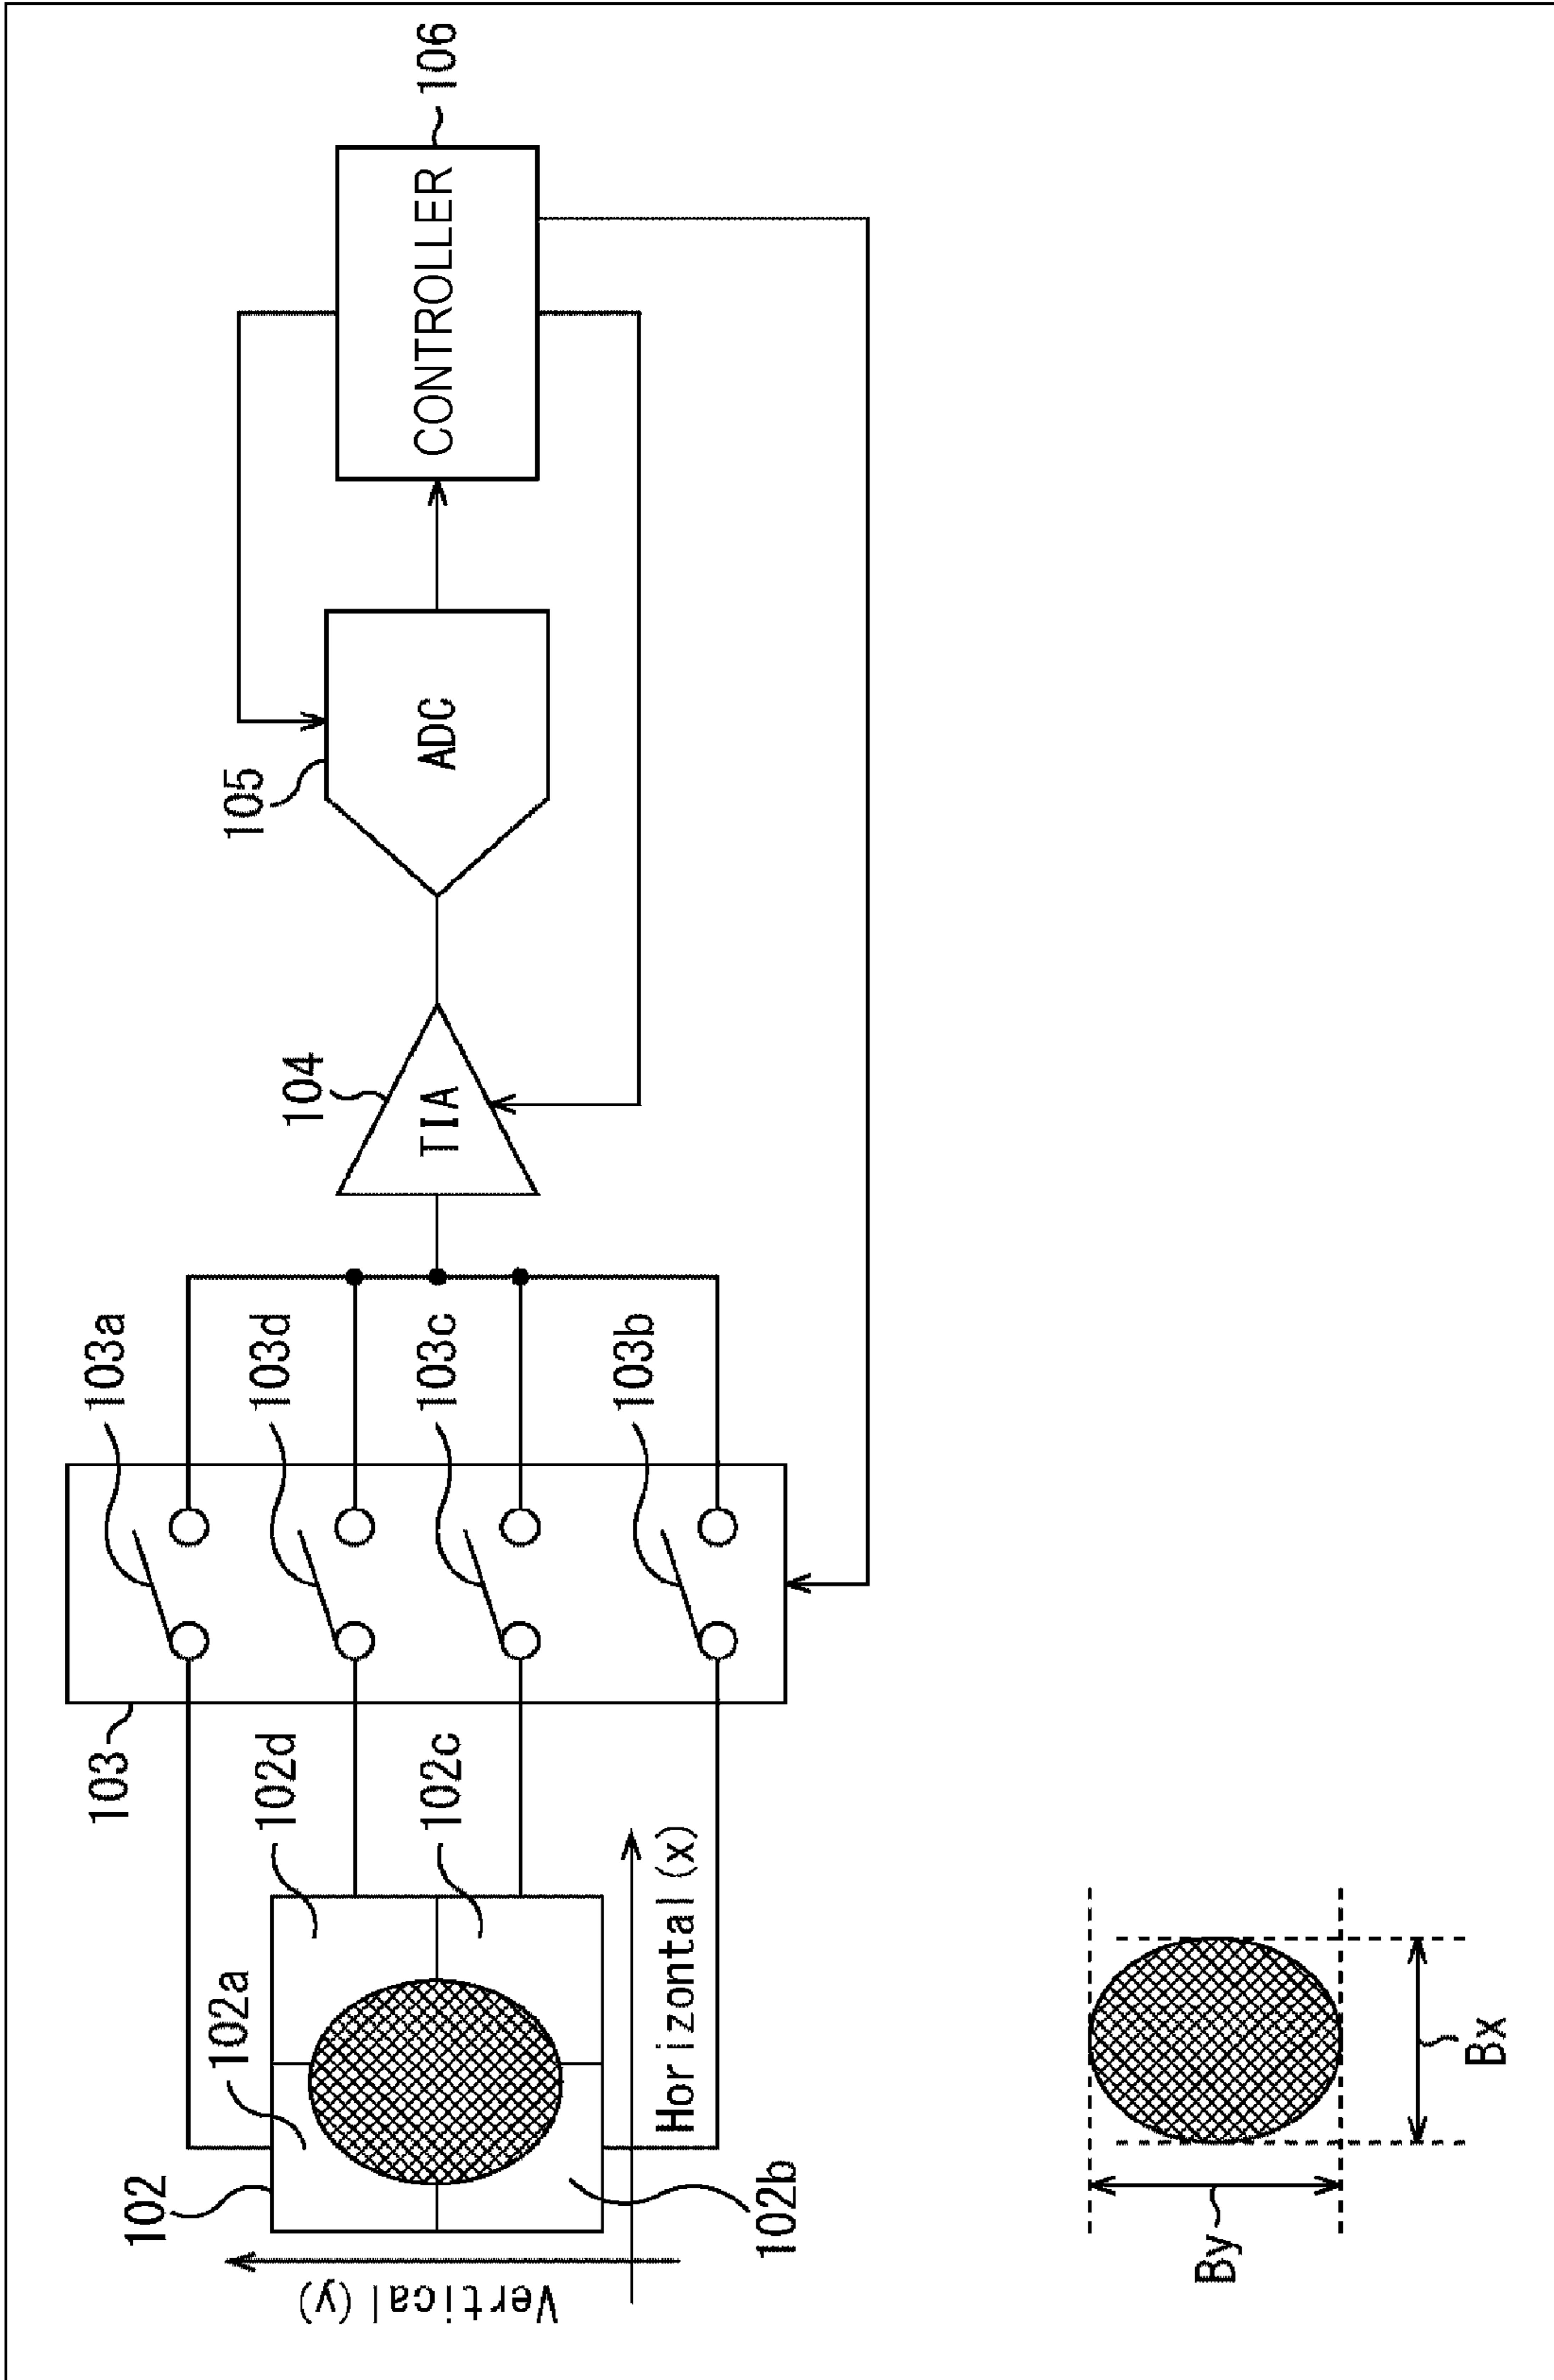 103
103a
103d
103c
103b
102
102a
102d
102c
102b
Vertical(y)
Horizontal(x)
104
TIA
105
ADC
CONTROLLER
106
By
Bx